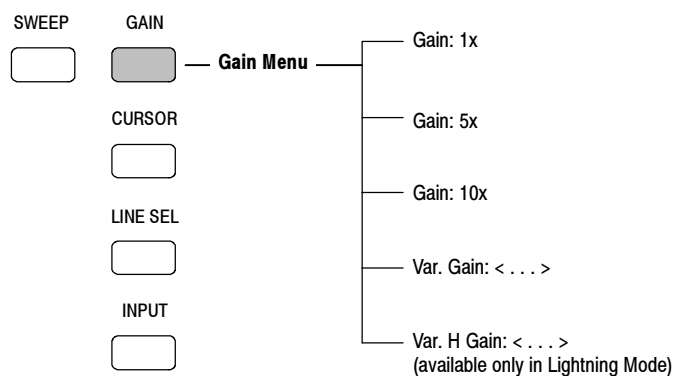 SWEEP GAIN
Gain: 1x
Gain Menu
CURSOR
Gain: 5x
Gain: 10x
LINE SEL
Var. Gain: < . . . >
INPUT
Var. H Gain: < . . . >
(available only in Lightning Mode)